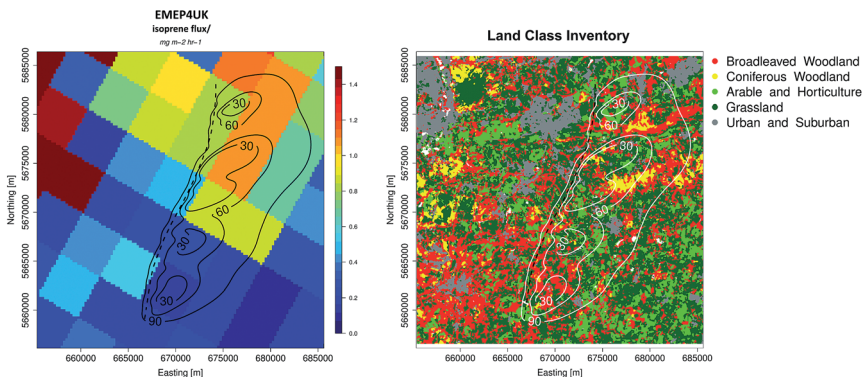 EMEP4UK
isoprene flux/
mg m−2 hr−1
Land Class Inventory
Broadleaved Woodland
Coniferous Woodland
Arable and Horticulture
Grassland
Urban and Suburban
Northing [m]
5685000
5680000
5675000
5670000
5665000
5660000
30
60
30
60
30
30
90
1.4
1.2
1.0
0.8
0.6
0.4
0.2
0.0
660000 665000 670000 675000 680000 685000
Easting [m]
Northing [m]
5685000
5680000
5675000
5670000
5665000
5660000
30
60
30
60
30
30
90
660000 665000 670000 675000 680000 685000
Easting [m]